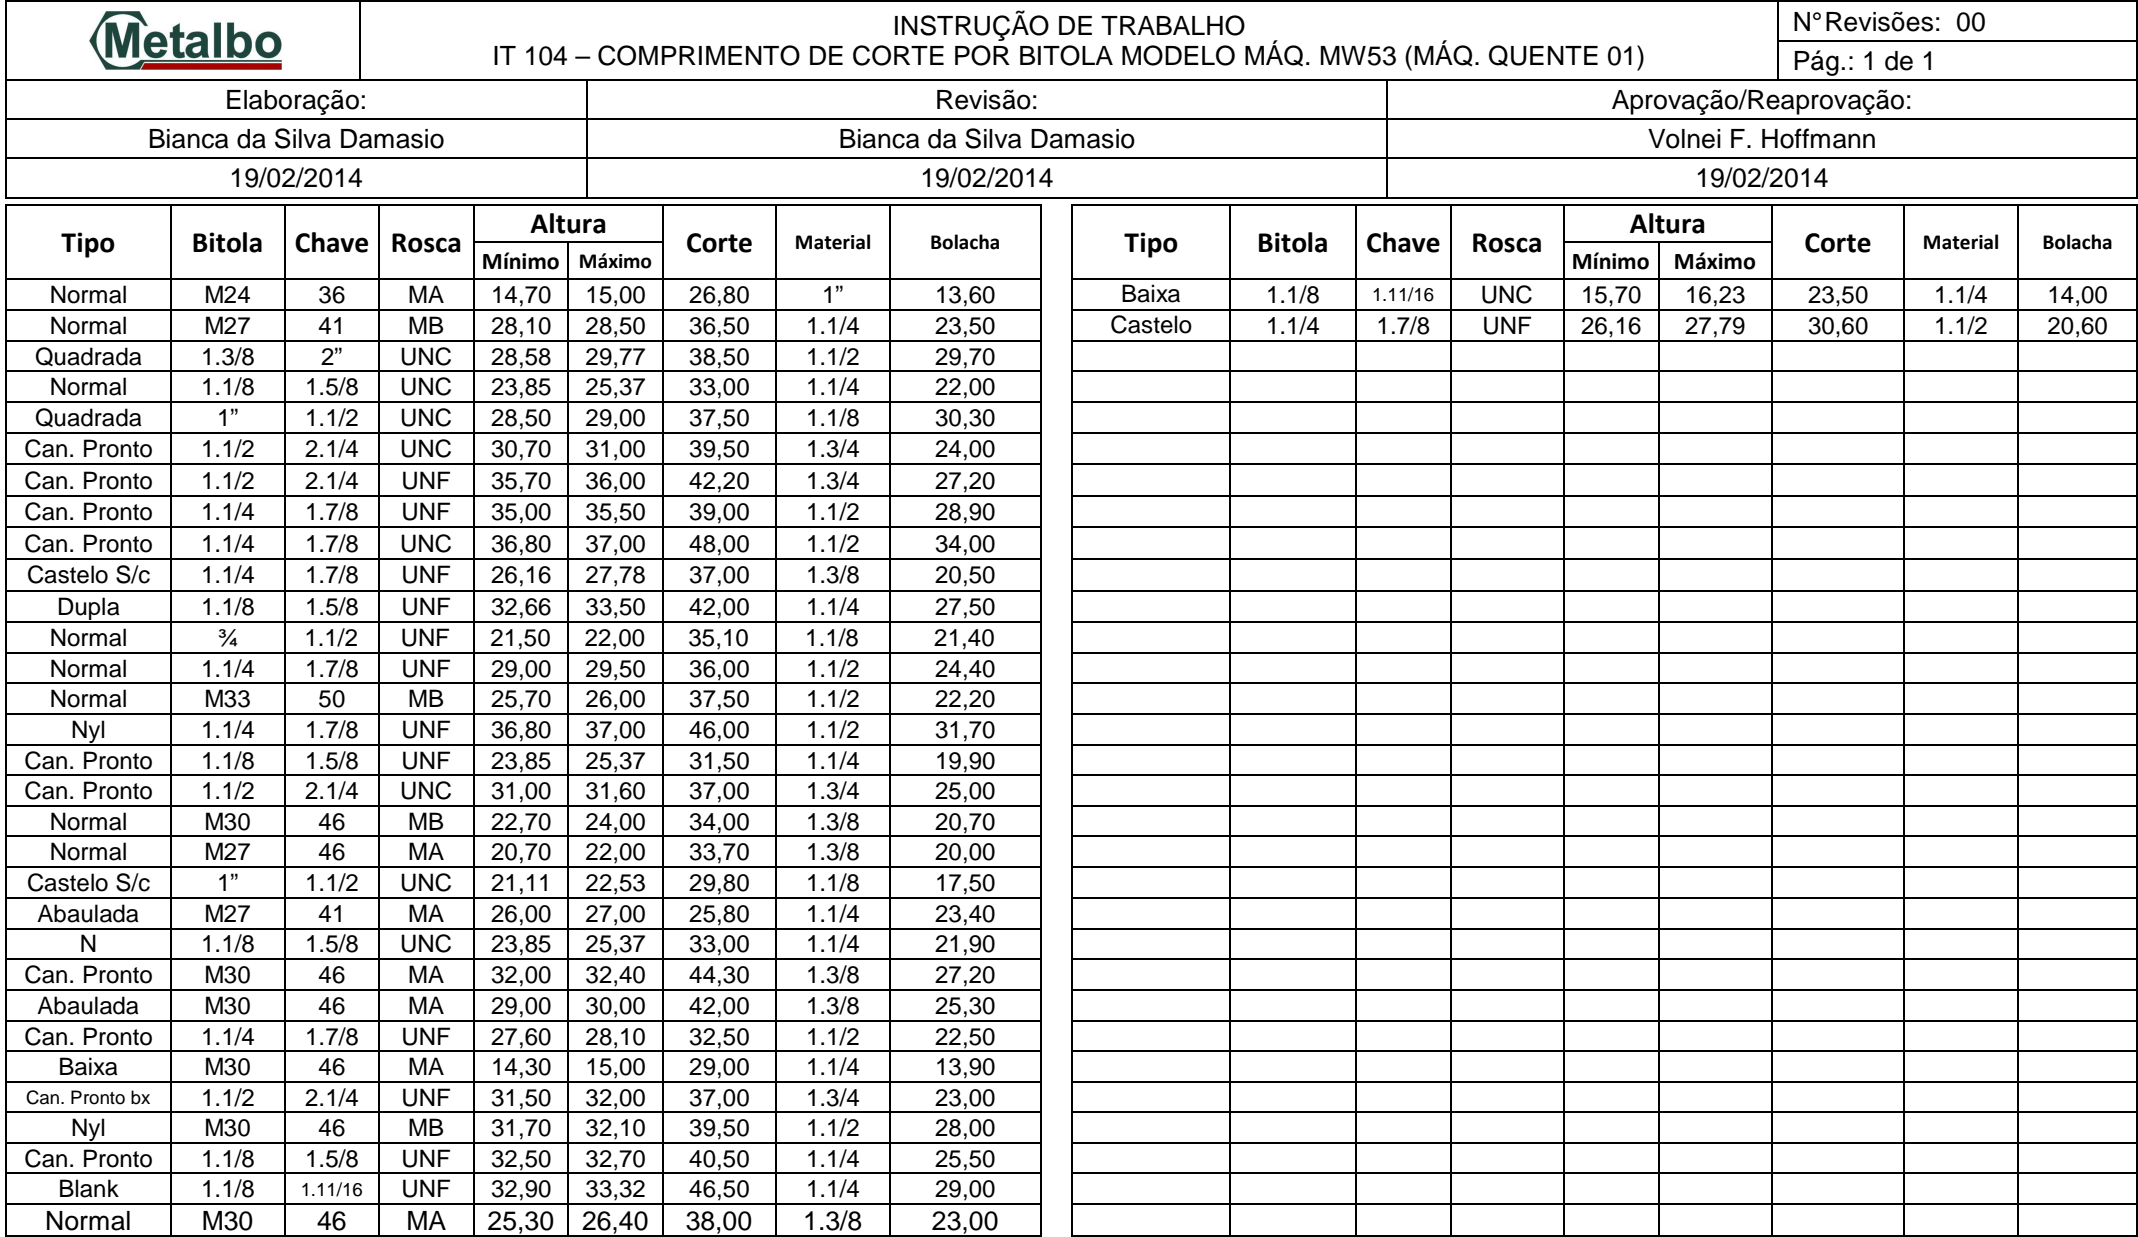 Metalbo
INSTRUÇÃO DE TRABALHO
IT 104 – COMPRIMENTO DE CORTE POR BITOLA MODELO MÁQ. MW53 (MÁQ. QUENTE 01)
N° Revisões: 00
Pág.: 1 de 1
Elaboração: Revisão: Aprovação/Reaprovação:
Bianca da Silva Damasio Bianca da Silva Damasio Volnei F. Hoffmann
19/02/2014 19/02/2014 19/02/2014
Tipo Bitola Chave Rosca Altura Corte Material Bolacha
Mínimo Máximo
Normal M24 36 MA 14,70 15,00 26,80 1” 13,60
Normal M27 41 MB 28,10 28,50 36,50 1.1/4 23,50
Quadrada 1.3/8 2” UNC 28,58 29,77 38,50 1.1/2 29,70
Normal 1.1/8 1.5/8 UNC 23,85 25,37 33,00 1.1/4 22,00
Quadrada 1” 1.1/2 UNC 28,50 29,00 37,50 1.1/8 30,30
Can. Pronto 1.1/2 2.1/4 UNC 30,70 31,00 39,50 1.3/4 24,00
Can. Pronto 1.1/2 2.1/4 UNF 35,70 36,00 42,20 1.3/4 27,20
Can. Pronto 1.1/4 1.7/8 UNF 35,00 35,50 39,00 1.1/2 28,90
Can. Pronto 1.1/4 1.7/8 UNC 36,80 37,00 48,00 1.1/2 34,00
Castelo S/c 1.1/4 1.7/8 UNF 26,16 27,78 37,00 1.3/8 20,50
Dupla 1.1/8 1.5/8 UNF 32,66 33,50 42,00 1.1/4 27,50
Normal ¾ 1.1/2 UNF 21,50 22,00 35,10 1.1/8 21,40
Normal 1.1/4 1.7/8 UNF 29,00 29,50 36,00 1.1/2 24,40
Normal M33 50 MB 25,70 26,00 37,50 1.1/2 22,20
Nyl 1.1/4 1.7/8 UNF 36,80 37,00 46,00 1.1/2 31,70
Can. Pronto 1.1/8 1.5/8 UNF 23,85 25,37 31,50 1.1/4 19,90
Can. Pronto 1.1/2 2.1/4 UNC 31,00 31,60 37,00 1.3/4 25,00
Normal M30 46 MB 22,70 24,00 34,00 1.3/8 20,70
Normal M27 46 MA 20,70 22,00 33,70 1.3/8 20,00
Castelo S/c 1” 1.1/2 UNC 21,11 22,53 29,80 1.1/8 17,50
Abaulada M27 41 MA 26,00 27,00 25,80 1.1/4 23,40
N 1.1/8 1.5/8 UNC 23,85 25,37 33,00 1.1/4 21,90
Can. Pronto M30 46 MA 32,00 32,40 44,30 1.3/8 27,20
Abaulada M30 46 MA 29,00 30,00 42,00 1.3/8 25,30
Can. Pronto 1.1/4 1.7/8 UNF 27,60 28,10 32,50 1.1/2 22,50
Baixa M30 46 MA 14,30 15,00 29,00 1.1/4 13,90
Can. Pronto bx 1.1/2 2.1/4 UNF 31,50 32,00 37,00 1.3/4 23,00
Nyl M30 46 MB 31,70 32,10 39,50 1.1/2 28,00
Can. Pronto 1.1/8 1.5/8 UNF 32,50 32,70 40,50 1.1/4 25,50
Blank 1.1/8 1.11/16 UNF 32,90 33,32 46,50 1.1/4 29,00
Normal M30 46 MA 25,30 26,40 38,00 1.3/8 23,00
Tipo Bitola Chave Rosca Altura Corte Material Bolacha
Mínimo Máximo
Baixa 1.1/8 1.11/16 UNC 15,70 16,23 23,50 1.1/4 14,00
Castelo 1.1/4 1.7/8 UNF 26,16 27,79 30,60 1.1/2 20,60